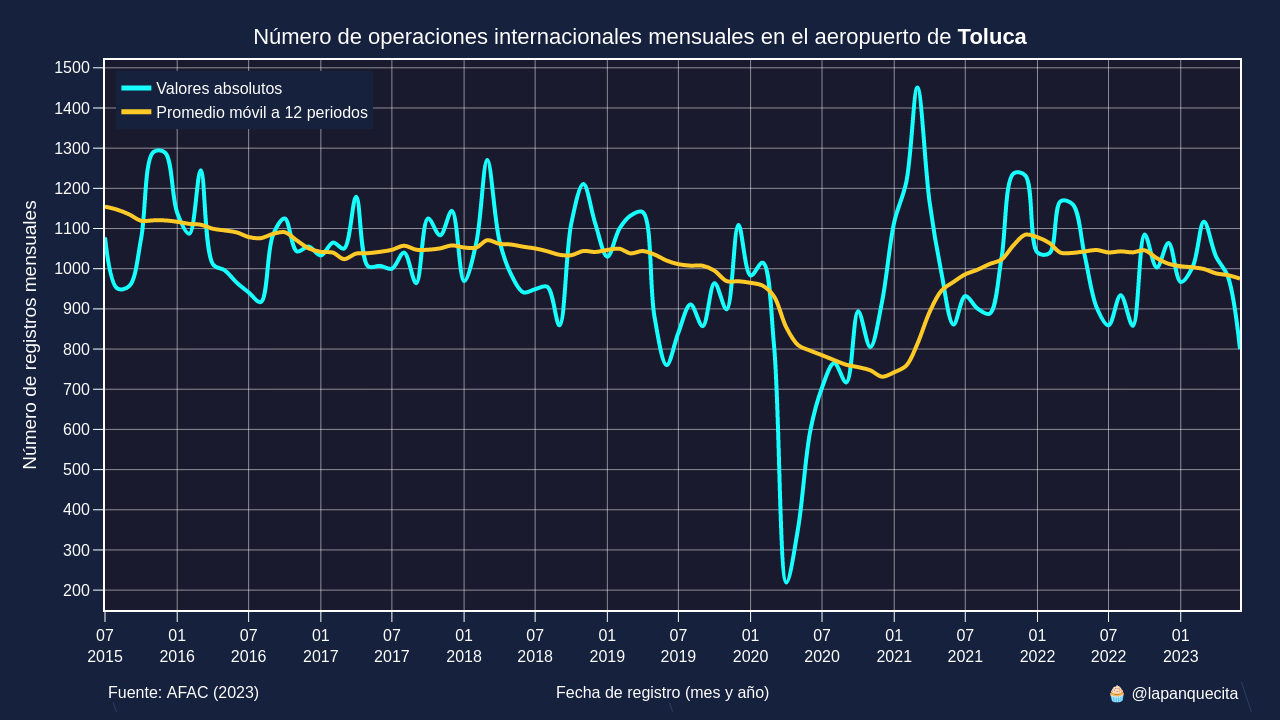 Número de operaciones internacionales mensuales en el aeropuerto de Toluca
Valores absolutos
Promedio móvil a 12 periodos
Número de registros mensuales
1500
1400
1300
1200
1100
1000
900
800
700
600
500
400
300
200
07 01 07 01 07 01 07 01 07 01 07 01 07 01 07 01
2015 2016 2016 2017 2017 2018 2018 2019 2019 2020 2020 2021 2021 2022 2022 2023
Fuente: AFAC (2023)
Fecha de registro (mes y año)
🧁 @lapanquecita